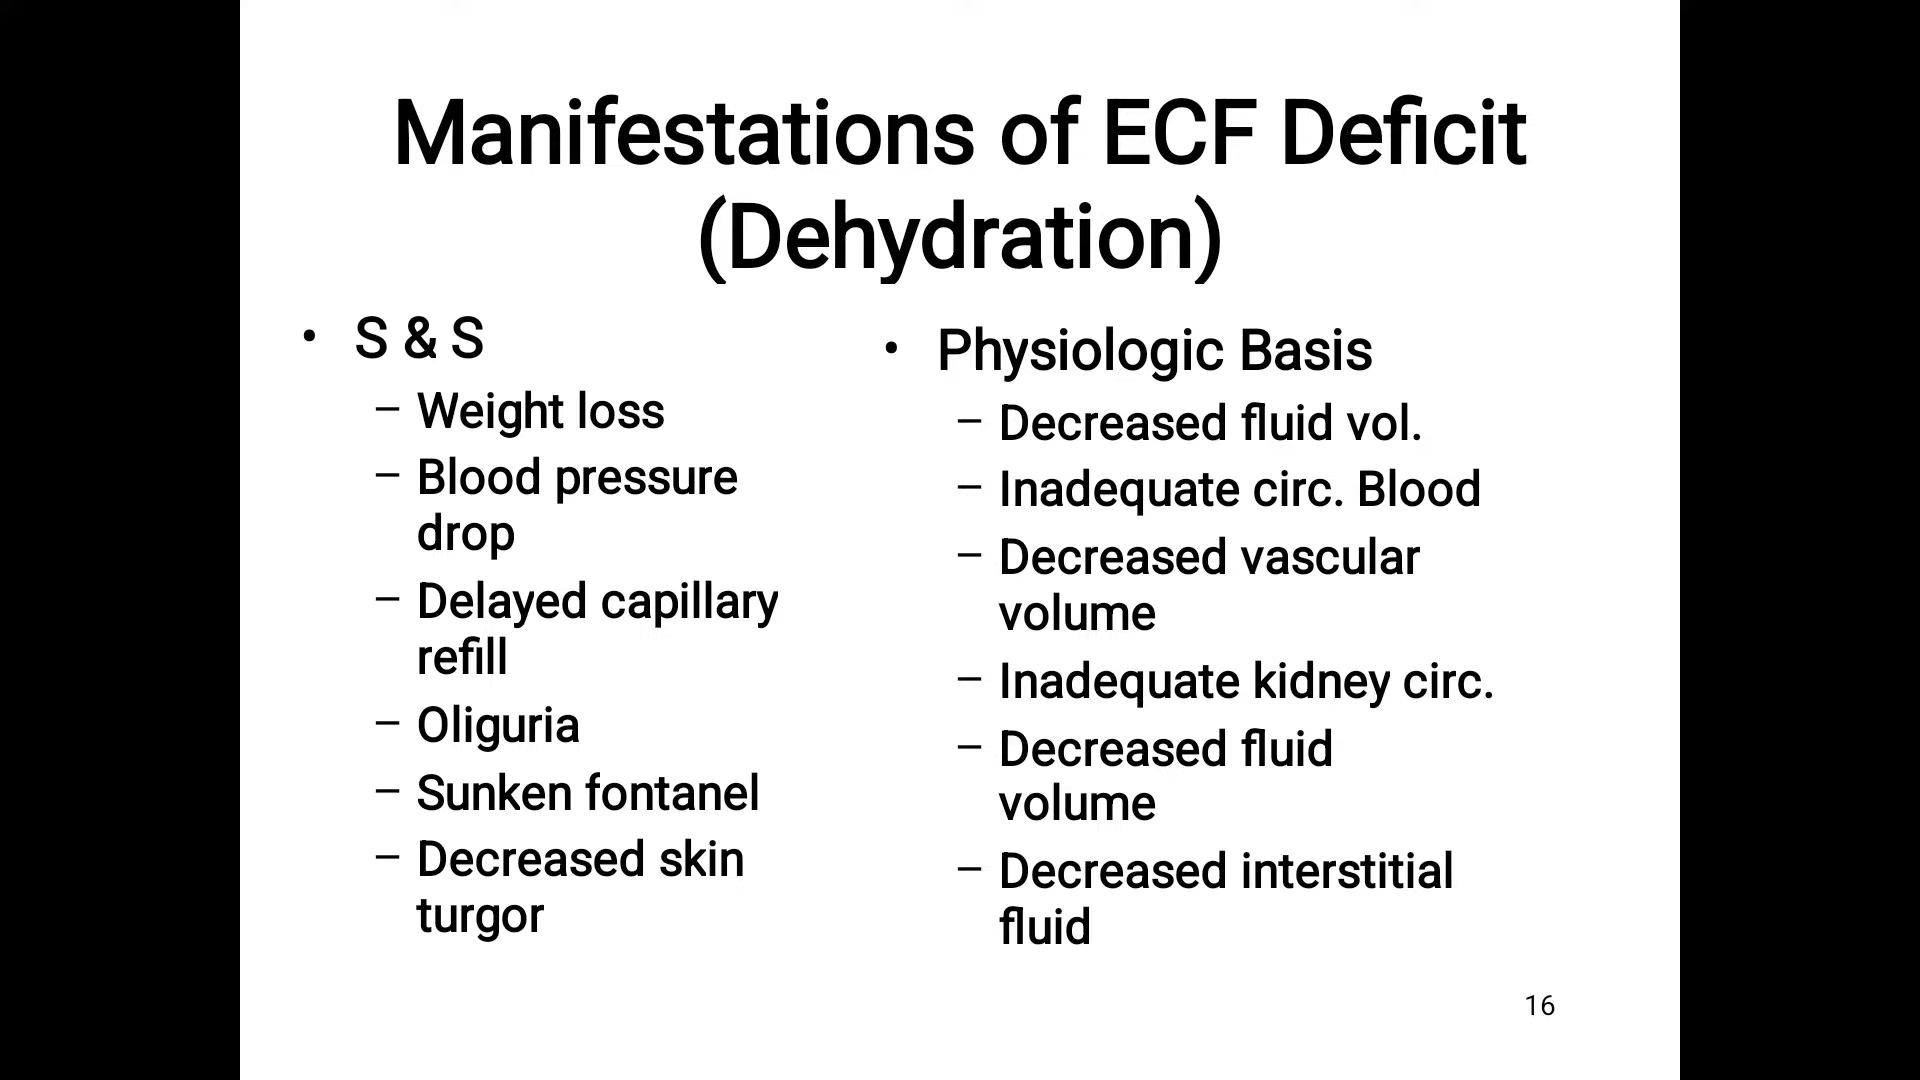 Manifestations of ECF Deficit
(Dehydration)
• S & S
– Weight loss
– Blood pressure
drop
– Delayed capillary
refill
– Oliguria
– Sunken fontanel
– Decreased skin
turgor
• Physiologic Basis
– Decreased fluid vol.
– Inadequate circ. Blood
– Decreased vascular
volume
– Inadequate kidney circ.
– Decreased fluid
volume
– Decreased interstitial
fluid
16